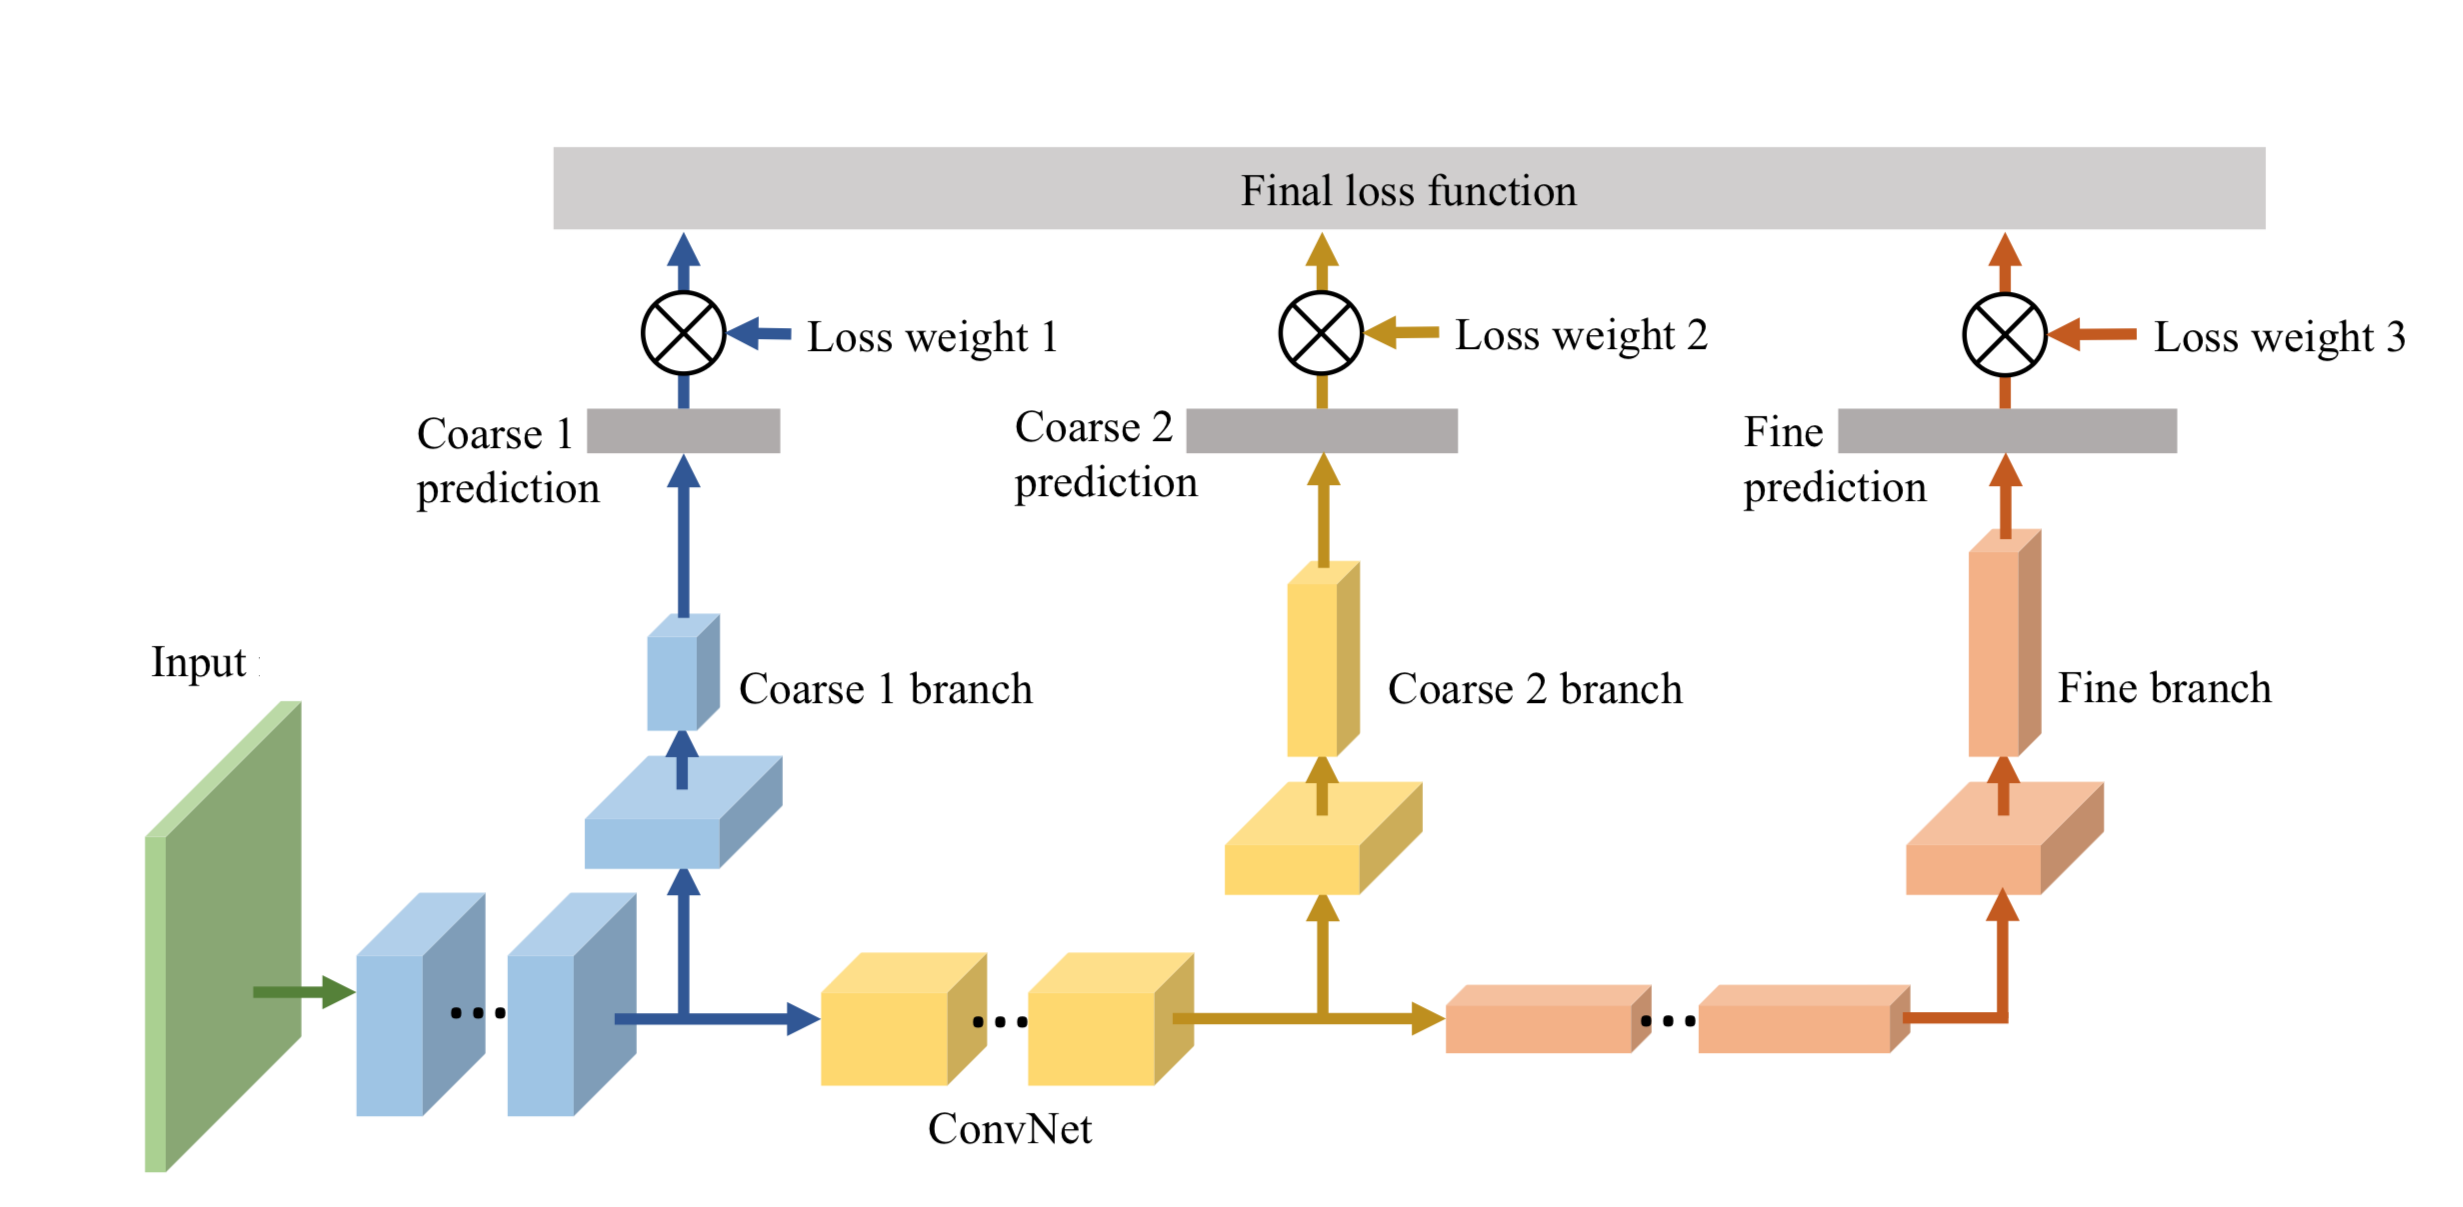 Final loss function
Loss weight 1
Loss weight 2
Loss weight 3
Coarse 1
prediction
Coarse 2
prediction
Fine
prediction
Input
Coarse 1 branch
Coarse 2 branch
Fine branch
ConvNet